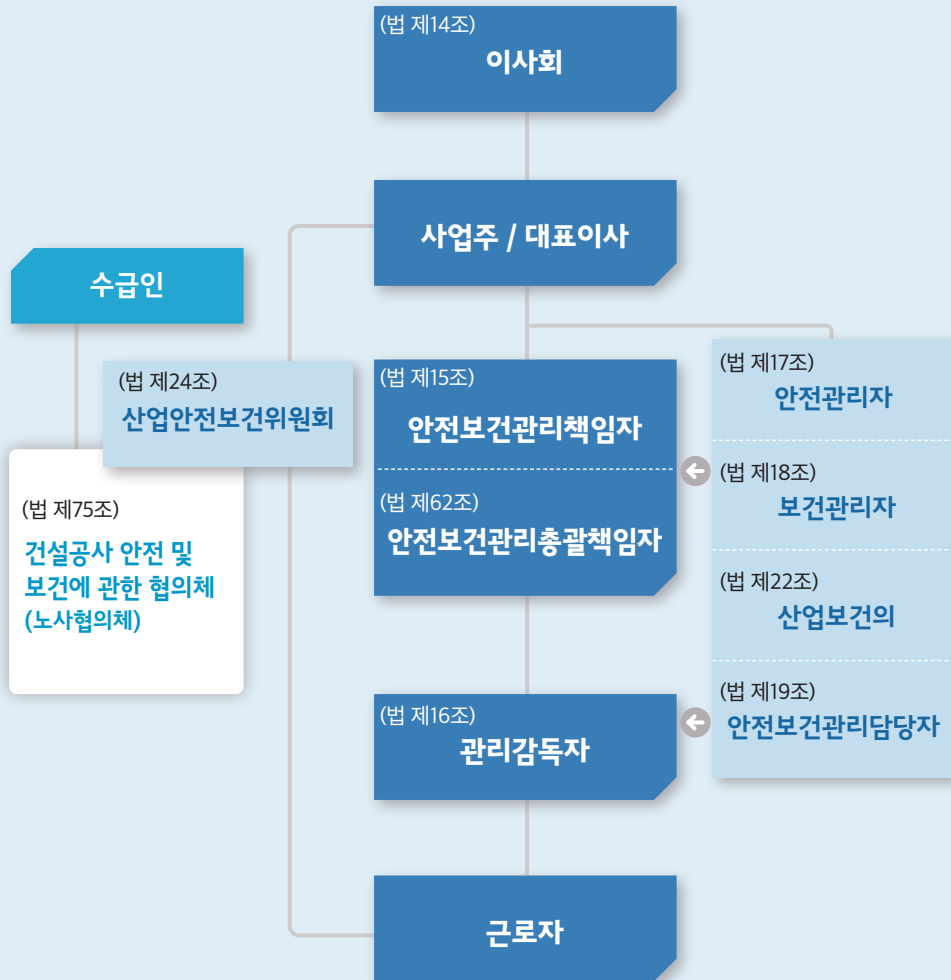 (법 제14조)
이사회
사업주 / 대표이사
수급인
(법 제24조)
산업안전보건위원회
(법 제75조)
건설공사 안전 및
보건에 관한 협의체
(노사협의체)
(법 제15조)
안전보건관리책임자
(법 제62조)
안전보건관리총괄책임자
(법 제17조)
안전관리자
(법 제18조)
보건관리자
(법 제22조)
산업보건의
(법 제19조)
안전보건관리담당자
(법 제16조)
관리감독자
근로자